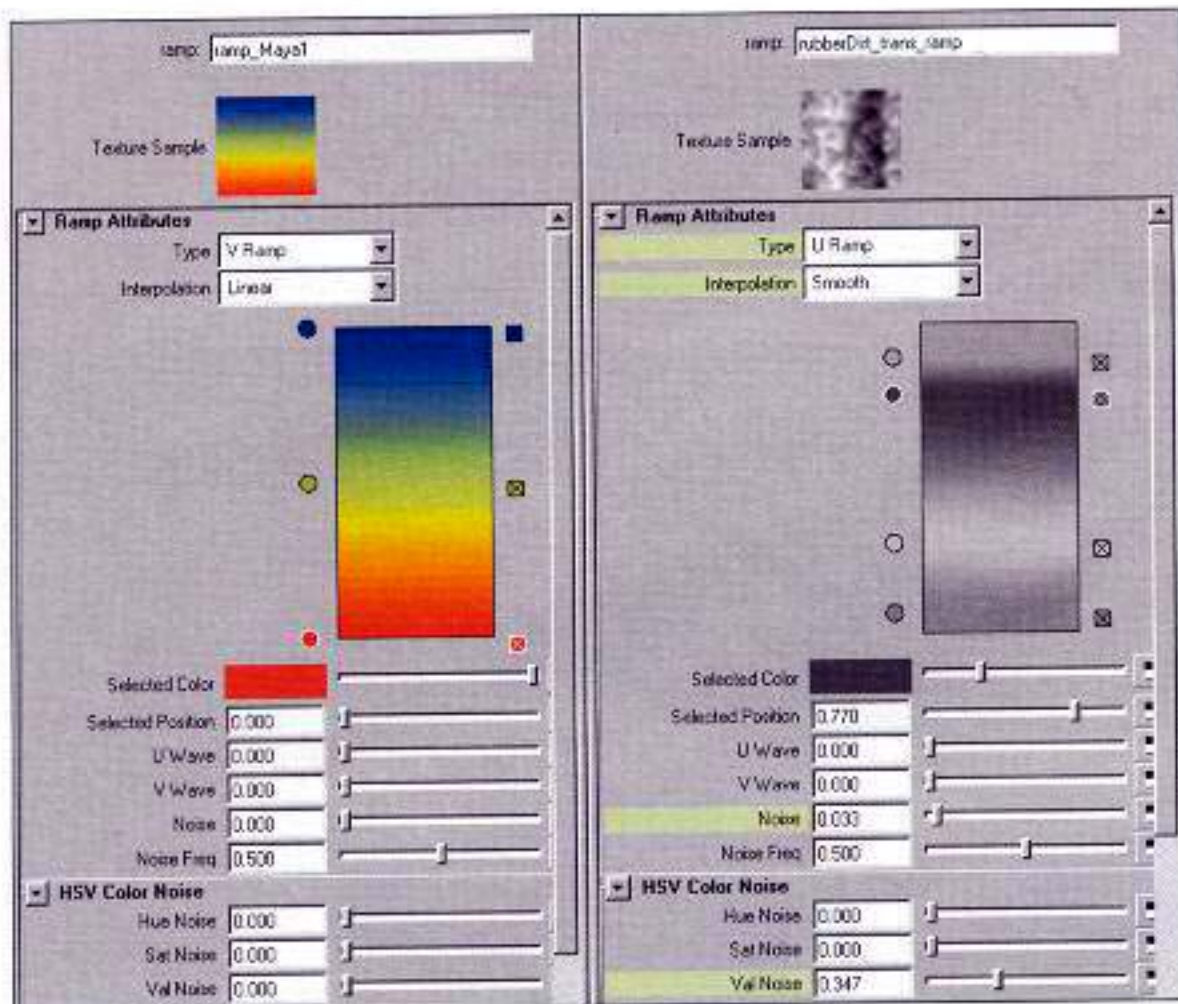 ramp: ramp_Maya1
Texture Sample
Ramp Attributes
Type V Ramp
Interpolation Linear
Selected Color
Selected Position 0.000
U Wave 0.000
V Wave 0.000
Noise 0.000
Noise Freq 0.500
HSV Color Noise
Hue Noise 0.000
Sat Noise 0.000
Val Noise 0.000
ramp: rubberDirt_trans_ramp
Texture Sample
Ramp Attributes
Type U Ramp
Interpolation Smooth
Selected Color
Selected Position 0.770
U Wave 0.000
V Wave 0.000
Noise 0.033
Noise Freq 0.500
HSV Color Noise
Hue Noise 0.000
Sat Noise 0.000
Val Noise 0.347